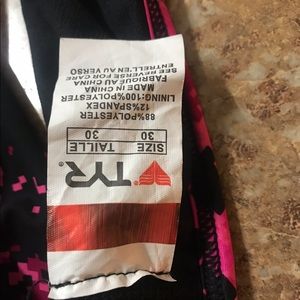 TYR
SIZE TAILLE
30 30
88% POLYESTER
12% SPANDEX
LINING:100% POLYESTER
MADE IN CHINA
FABRIQUÉ AU CHINA
SEE REVERSE FOR CARE
ENTRETIEN AU VERSO